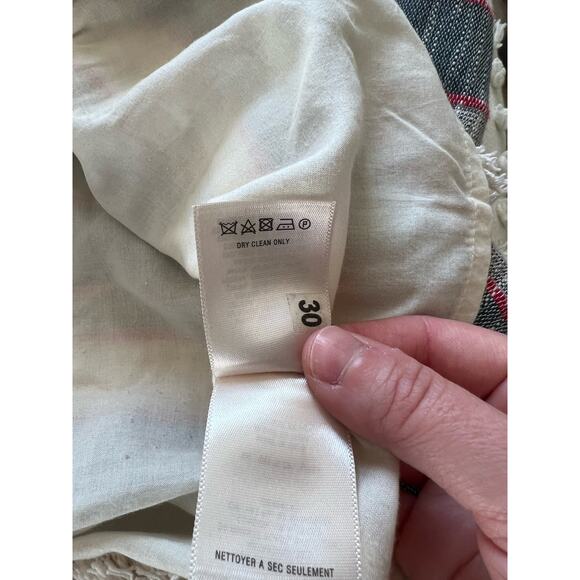 DRY CLEAN ONLY
30
NETTOYER A SEC SEULEMENT